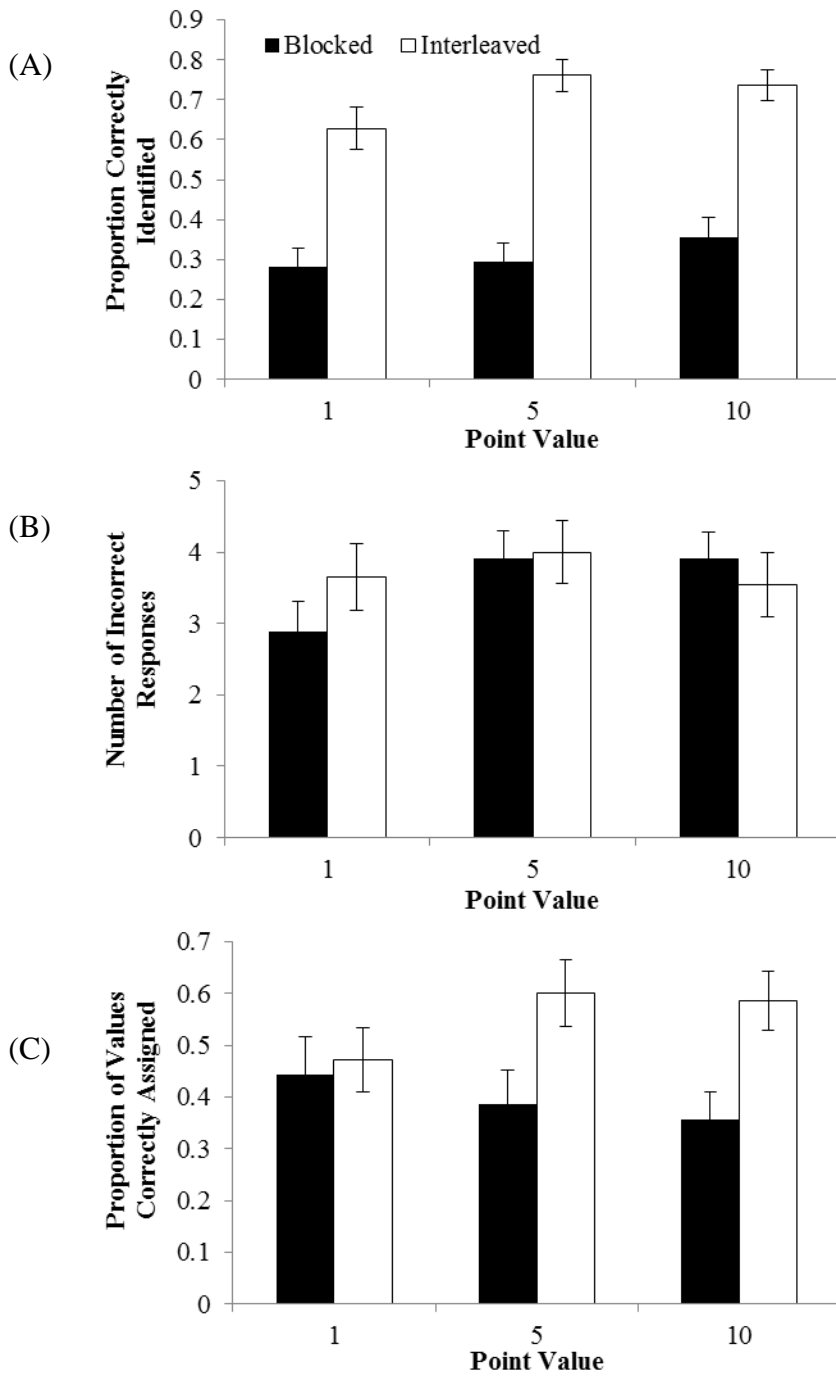 (A)
Proportion Correctly
Identified
0.9
0.8
0.7
0.6
0.5
0.4
0.3
0.2
0.1
0
Blocked Interleaved
1 5 10
Point Value
(B)
Number of Incorrect
Responses
5
4
3
2
1
0
1 5 10
Point Value
(C)
Proportion of Values
Correctly Assigned
0.7
0.6
0.5
0.4
0.3
0.2
0.1
0
1 5 10
Point Value